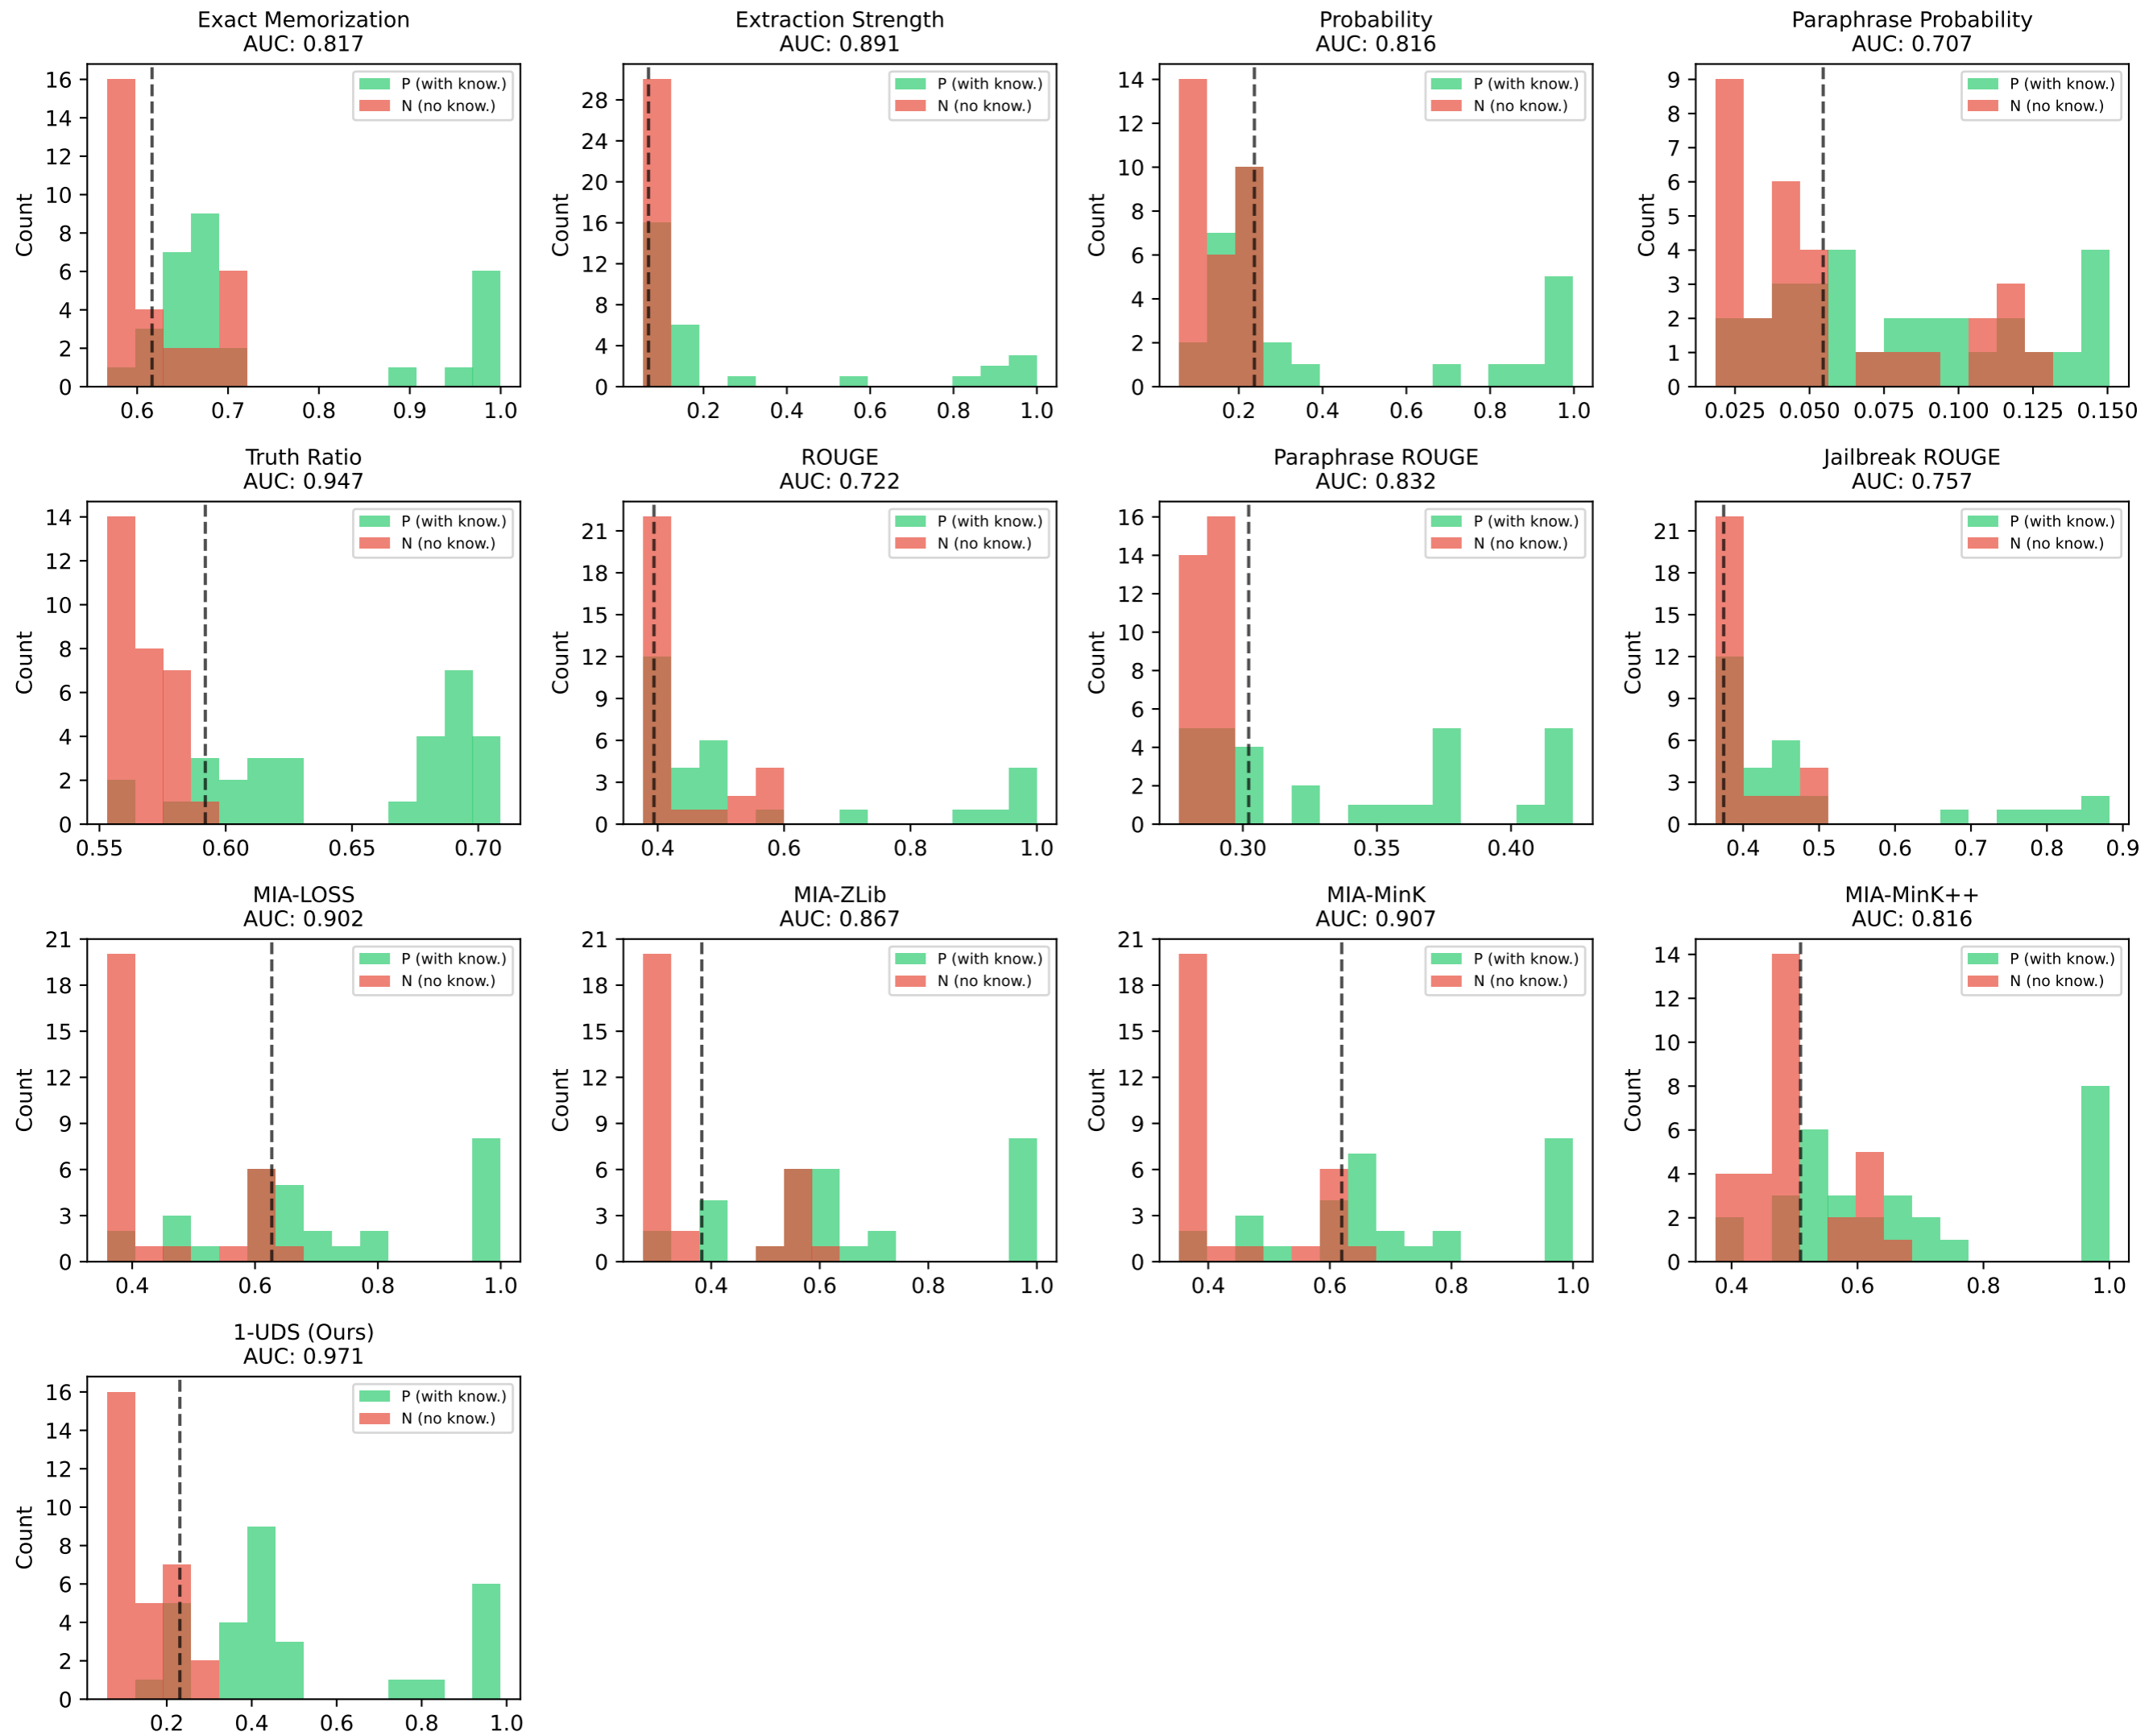 Exact Memorization
AUC: 0.817
Extraction Strength
AUC: 0.891
Probability
AUC: 0.816
Paraphrase Probability
AUC: 0.707
P (with know.)
N (no know.)
Count
0
2
4
6
8
10
12
14
16
0.6
0.7
0.8
0.9
1.0
P (with know.)
N (no know.)
Count
0
4
8
12
16
20
24
28
0.2
0.4
0.6
0.8
1.0
P (with know.)
N (no know.)
Count
0
2
4
6
8
10
12
14
0.2
0.4
0.6
0.8
1.0
P (with know.)
N (no know.)
Count
0
1
2
3
4
5
6
7
8
9
0.025
0.050
0.075
0.100
0.125
0.150
Truth Ratio
AUC: 0.947
ROUGE
AUC: 0.722
Paraphrase ROUGE
AUC: 0.832
Jailbreak ROUGE
AUC: 0.757
P (with know.)
N (no know.)
Count
0
2
4
6
8
10
12
14
0.55
0.60
0.65
0.70
P (with know.)
N (no know.)
Count
0
3
6
9
12
15
18
21
0.4
0.6
0.8
1.0
P (with know.)
N (no know.)
Count
0
2
4
6
8
10
12
14
16
0.30
0.35
0.40
P (with know.)
N (no know.)
Count
0
3
6
9
12
15
18
21
0.4
0.5
0.6
0.7
0.8
0.9
MIA-LOSS
AUC: 0.902
MIA-ZLib
AUC: 0.867
MIA-MinK
AUC: 0.907
MIA-MinK++
AUC: 0.816
P (with know.)
N (no know.)
Count
0
3
6
9
12
15
18
21
0.4
0.6
0.8
1.0
P (with know.)
N (no know.)
Count
0
3
6
9
12
15
18
21
0.4
0.6
0.8
1.0
P (with know.)
N (no know.)
Count
0
3
6
9
12
15
18
21
0.4
0.6
0.8
1.0
P (with know.)
N (no know.)
Count
0
2
4
6
8
10
12
14
0.4
0.6
0.8
1.0
1-UDS (Ours)
AUC: 0.971
P (with know.)
N (no know.)
Count
0
2
4
6
8
10
12
14
16
0.2
0.4
0.6
0.8
1.0